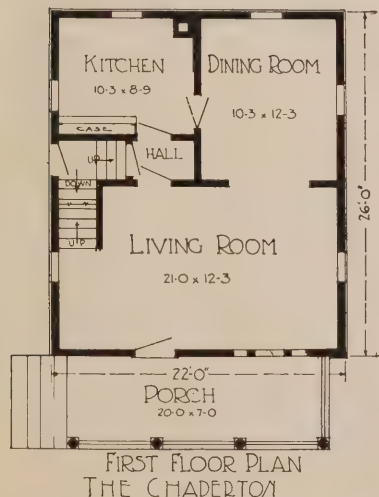 KITCHEN
10-3 x 8-9
DINING ROOM
10-3 x 12-3
CASE
UP
HALL
DOWN
UP
LIVING ROOM
21-0 x 12-3
26'-0"
22'-0"
PORCH
20-0 x 7-0
FIRST FLOOR PLAN
THE CHADERTON